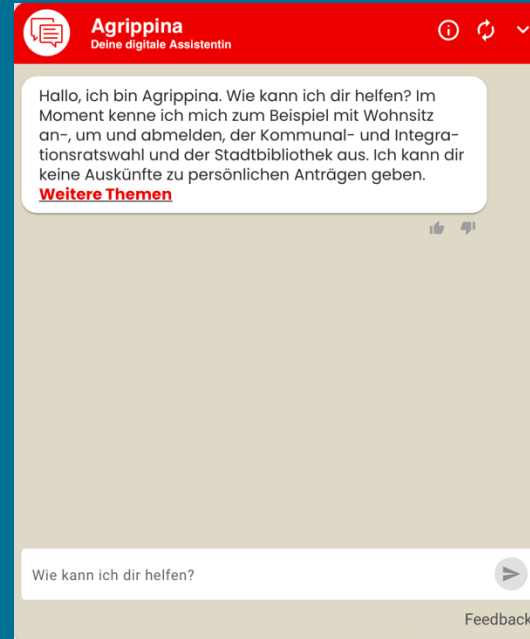 Agrippina
Deine digitale Assistentin
Hallo, ich bin Agrippina. Wie kann ich dir helfen? Im
Moment kenne ich mich zum Beispiel mit Wohnsitz
an-, um und abmelden, der Kommunal- und Integra-
tionsratswahl und der Stadtbibliothek aus. Ich kann dir
keine Auskünfte zu persönlichen Anträgen geben.
Weitere Themen
Wie kann ich dir helfen?
Feedback